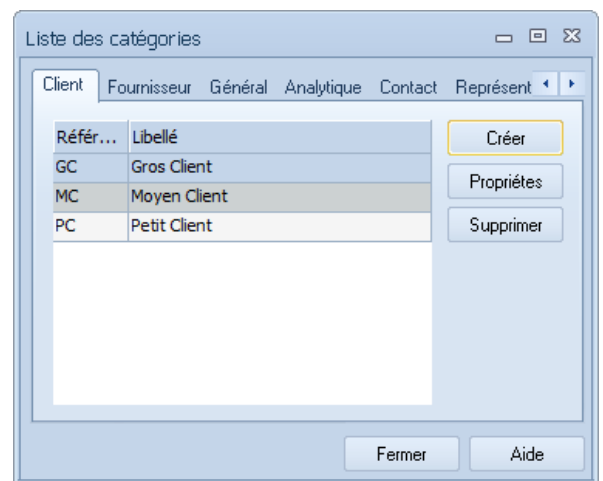 Liste des catégories
Client Fournisseur Général Analytique Contact Représent
Référ... Libellé
GC Gros Client
MC Moyen Client
PC Petit Client
Créer
Propriétes
Supprimer
Fermer Aide